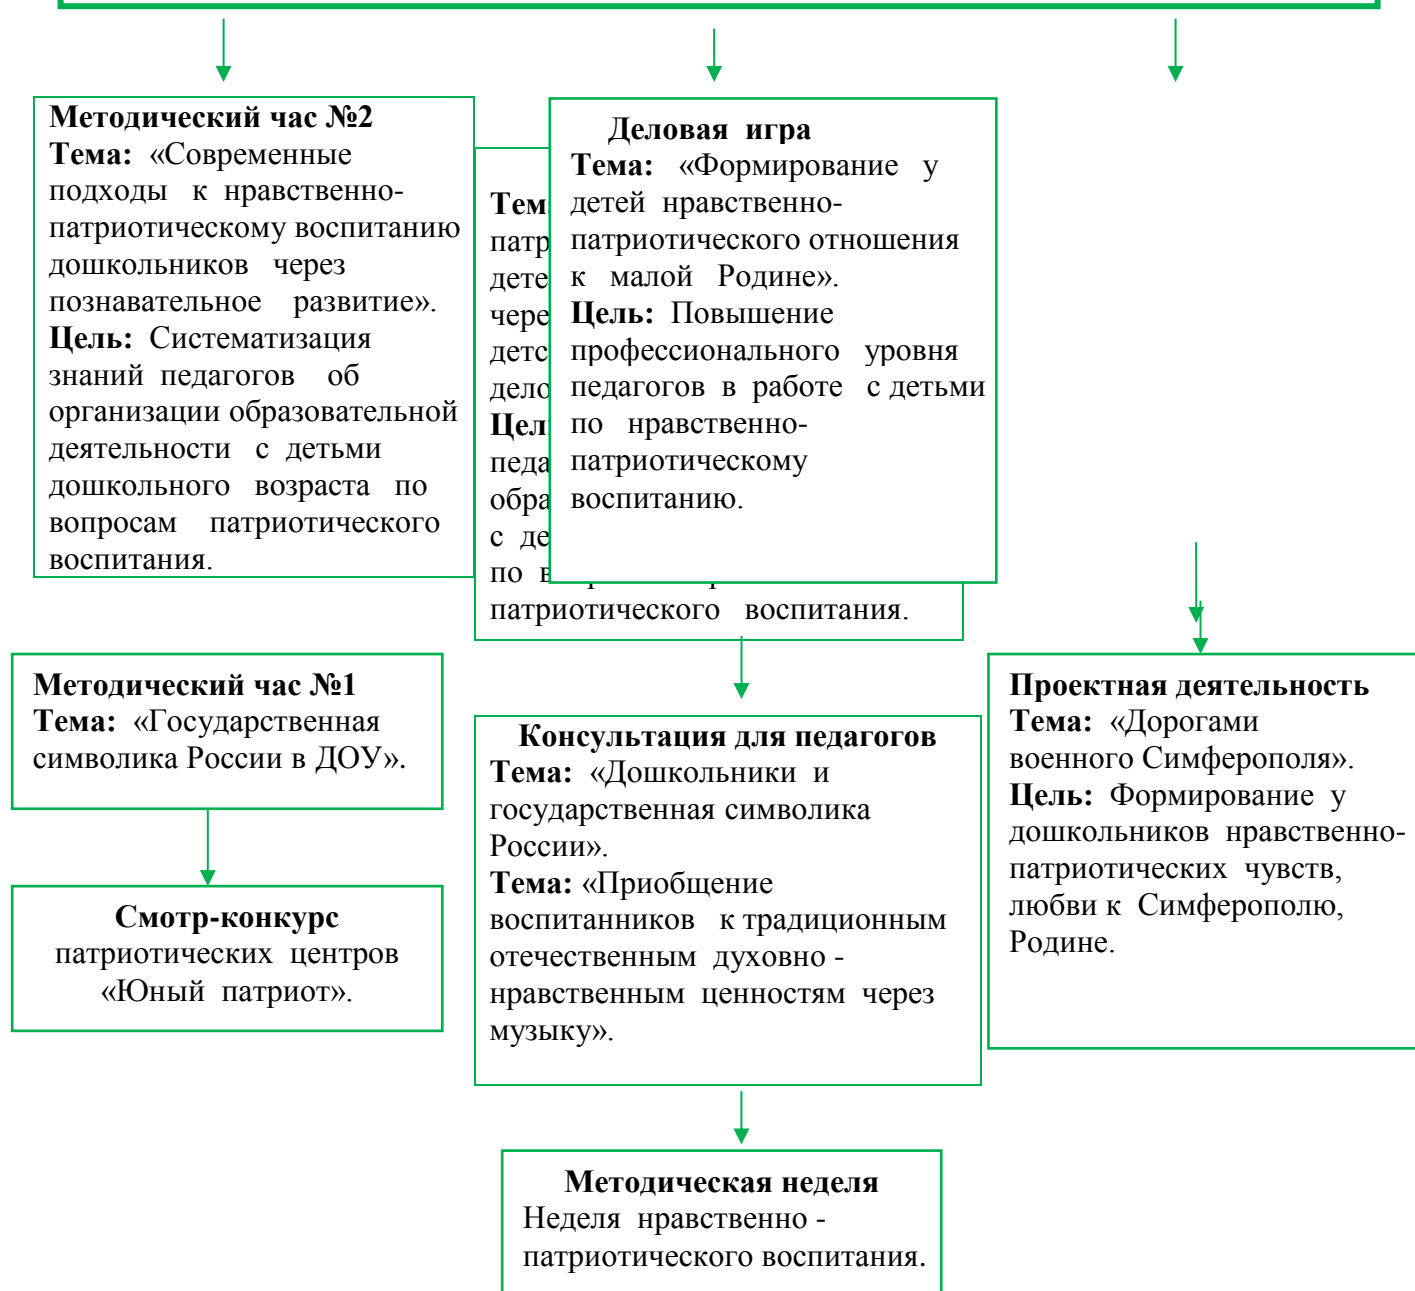 Методический час №2
Тема: «Современные
подходы к нравственно-
патриотическому воспитанию
дошкольников через
познавательное развитие».
Цель: Систематизация
знаний педагогов об
организации образовательной
деятельности с детьми
дошкольного возраста по
вопросам патриотического
воспитания.
Деловая игра
Тема: «Формирование у
детей нравственно-
патриотического отношения
к малой Родине».
Цель: Повышение
профессионального уровня
педагогов в работе с детьми
по нравственно-
патриотическому
воспитанию.
патриотического воспитания.
Методический час №1
Тема: «Государственная
символика России в ДОУ».
Смотр-конкурс
патриотических центров
«Юный патриот».
Консультация для педагогов
Тема: «Дошкольники и
государственная символика
России».
Тема: «Приобщение
воспитанников к традиционным
отечественным духовно -
нравственным ценностям через
музыку».
Проектная деятельность
Тема: «Дорогами
военного Симферополя».
Цель: Формирование у
дошкольников нравственно-
патриотических чувств,
любви к Симферополю,
Родине.
Методическая неделя
Неделя нравственно -
патриотического воспитания.